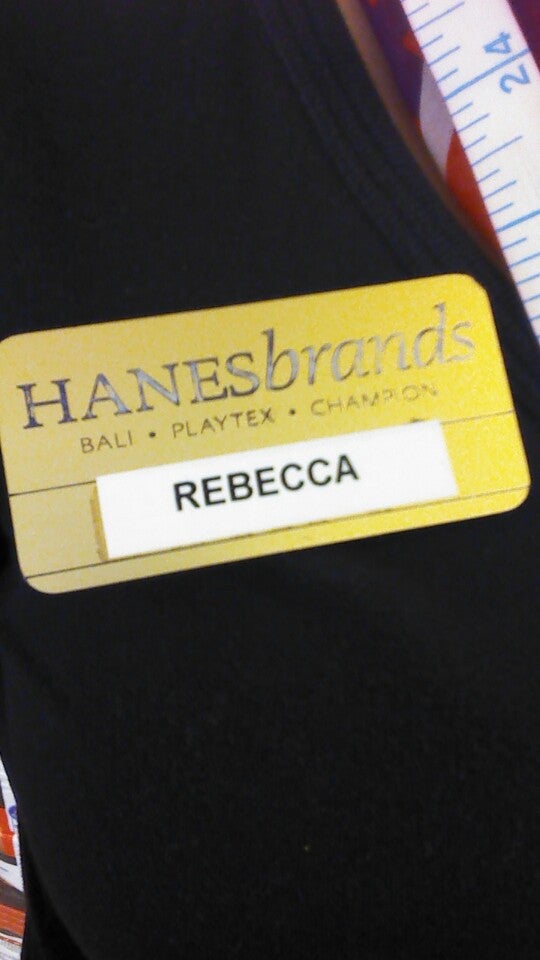 24
HANESbrands
BALI • PLAYTEX • CHAMPION
REBECCA